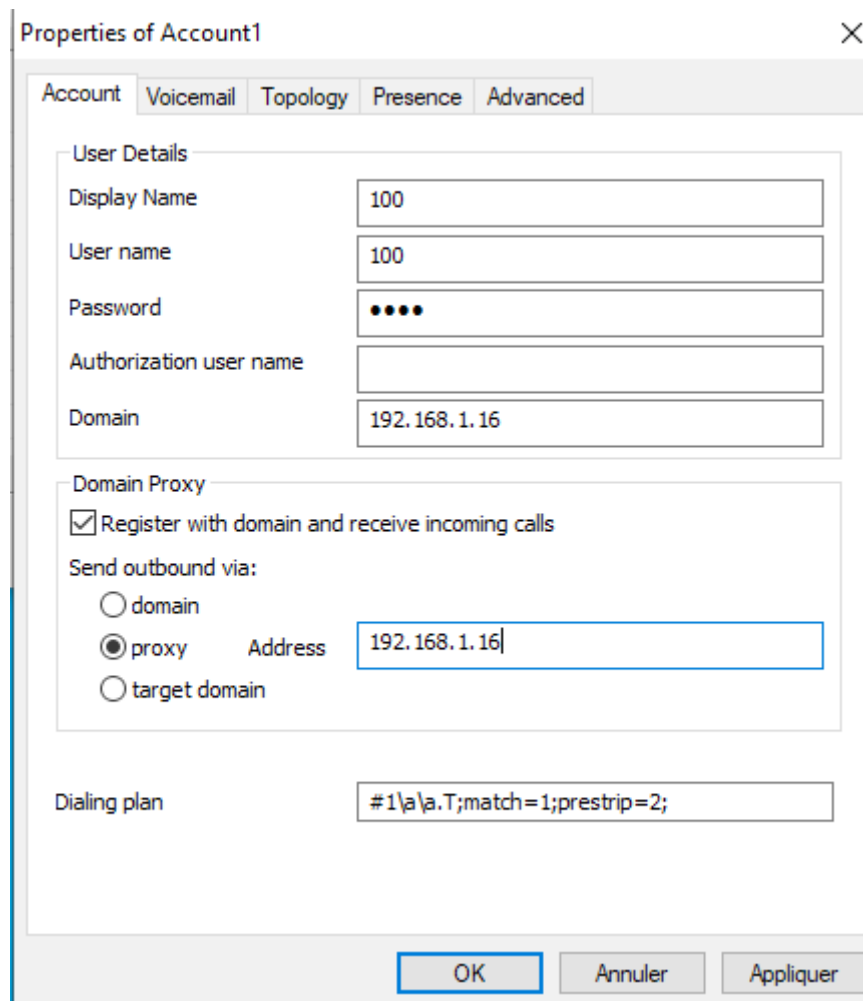 Properties of Account1
Account Voicemail Topology Presence Advanced
User Details
Display Name 100
User name 100
Password ••••
Authorization user name
Domain 192.168.1.16
Domain Proxy
Register with domain and receive incoming calls
Send outbound via:
domain
proxy Address 192.168.1.16
target domain
Dialing plan #1\a\a.T;match=1;prestrip=2;
OK Annuler Appliquer